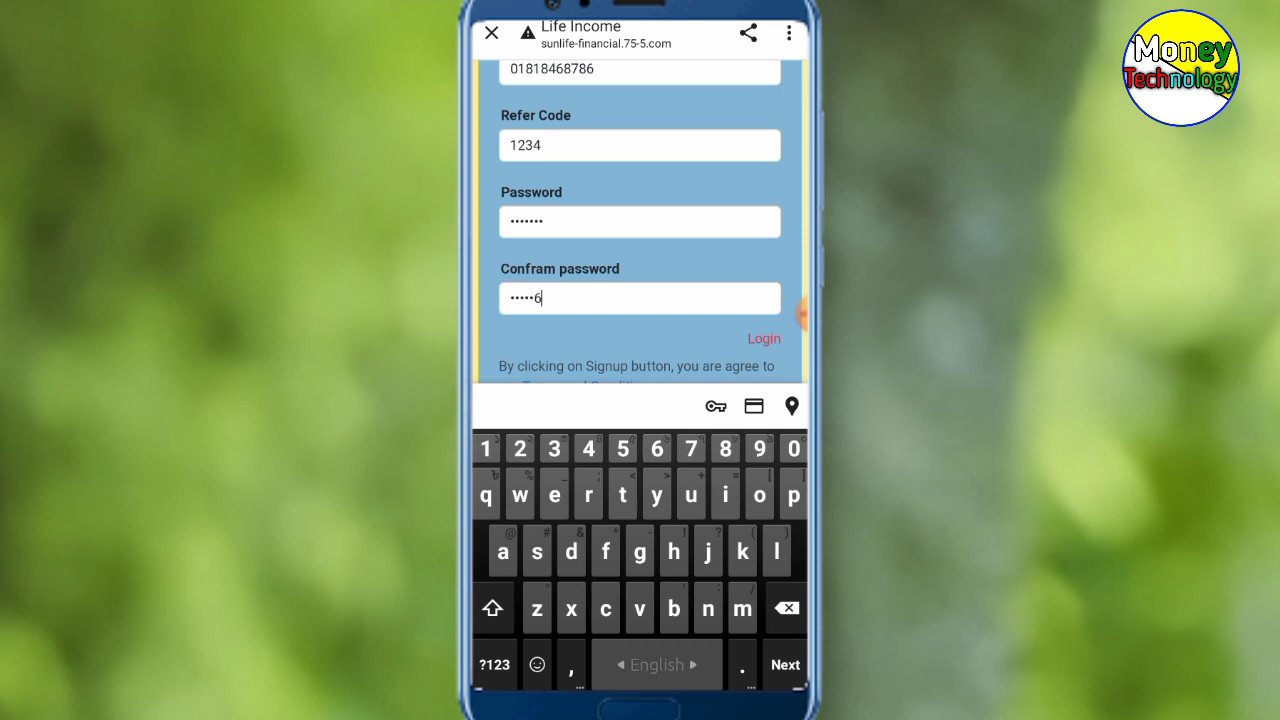 Life Income
sunlife-financial.75-5.com
01818468786
Refer Code
1234
Password
•••••••
Confram password
•••••6
Login
By clicking on Signup button, you are agree to
Money
Technology
1 2 3 4 5 6 7 8 9 0
q w e r t y u i o p
a s d f g h j k l
z x c v b n m
?123 , English . Next